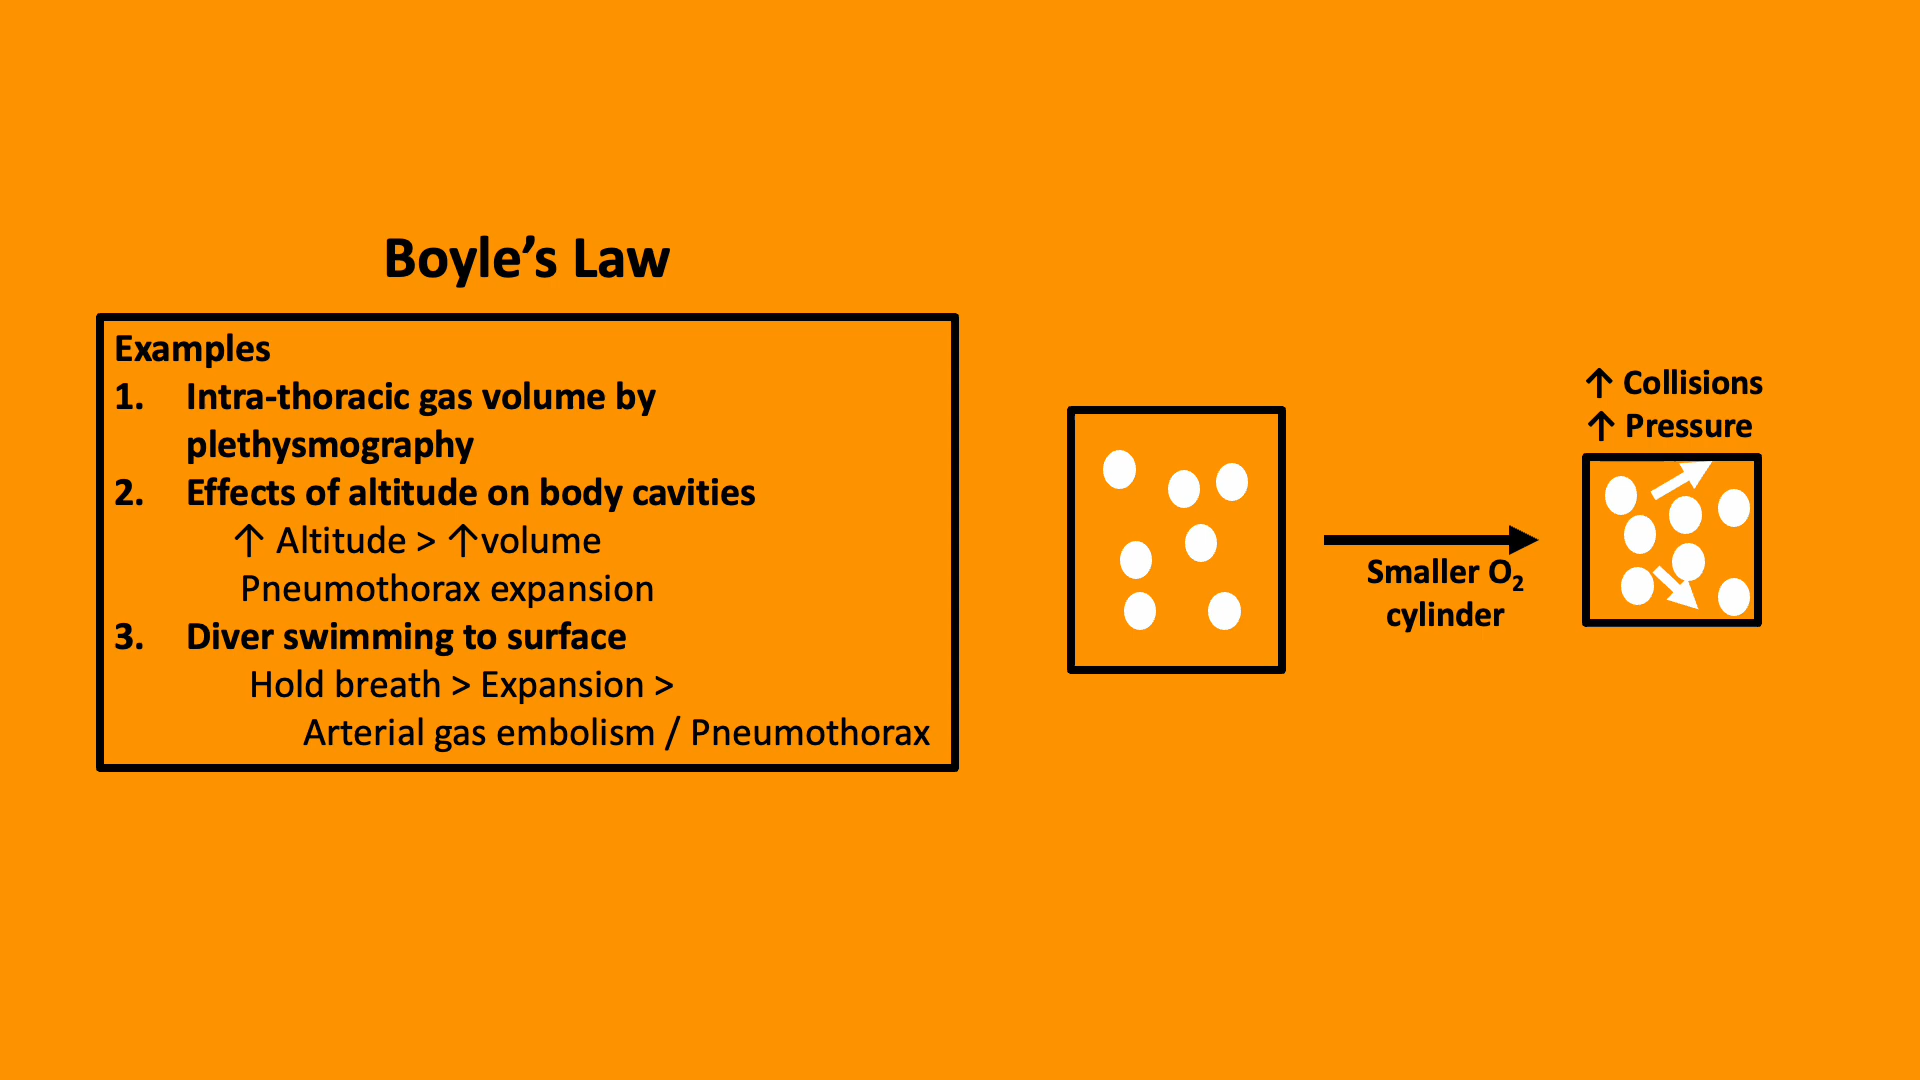 Boyle’s Law
Examples
1. Intra-thoracic gas volume by
plethysmography
2. Effects of altitude on body cavities
↑ Altitude > ↑volume
Pneumothorax expansion
3. Diver swimming to surface
Hold breath > Expansion >
Arterial gas embolism / Pneumothorax
Smaller O₂
cylinder
↑ Collisions
↑ Pressure